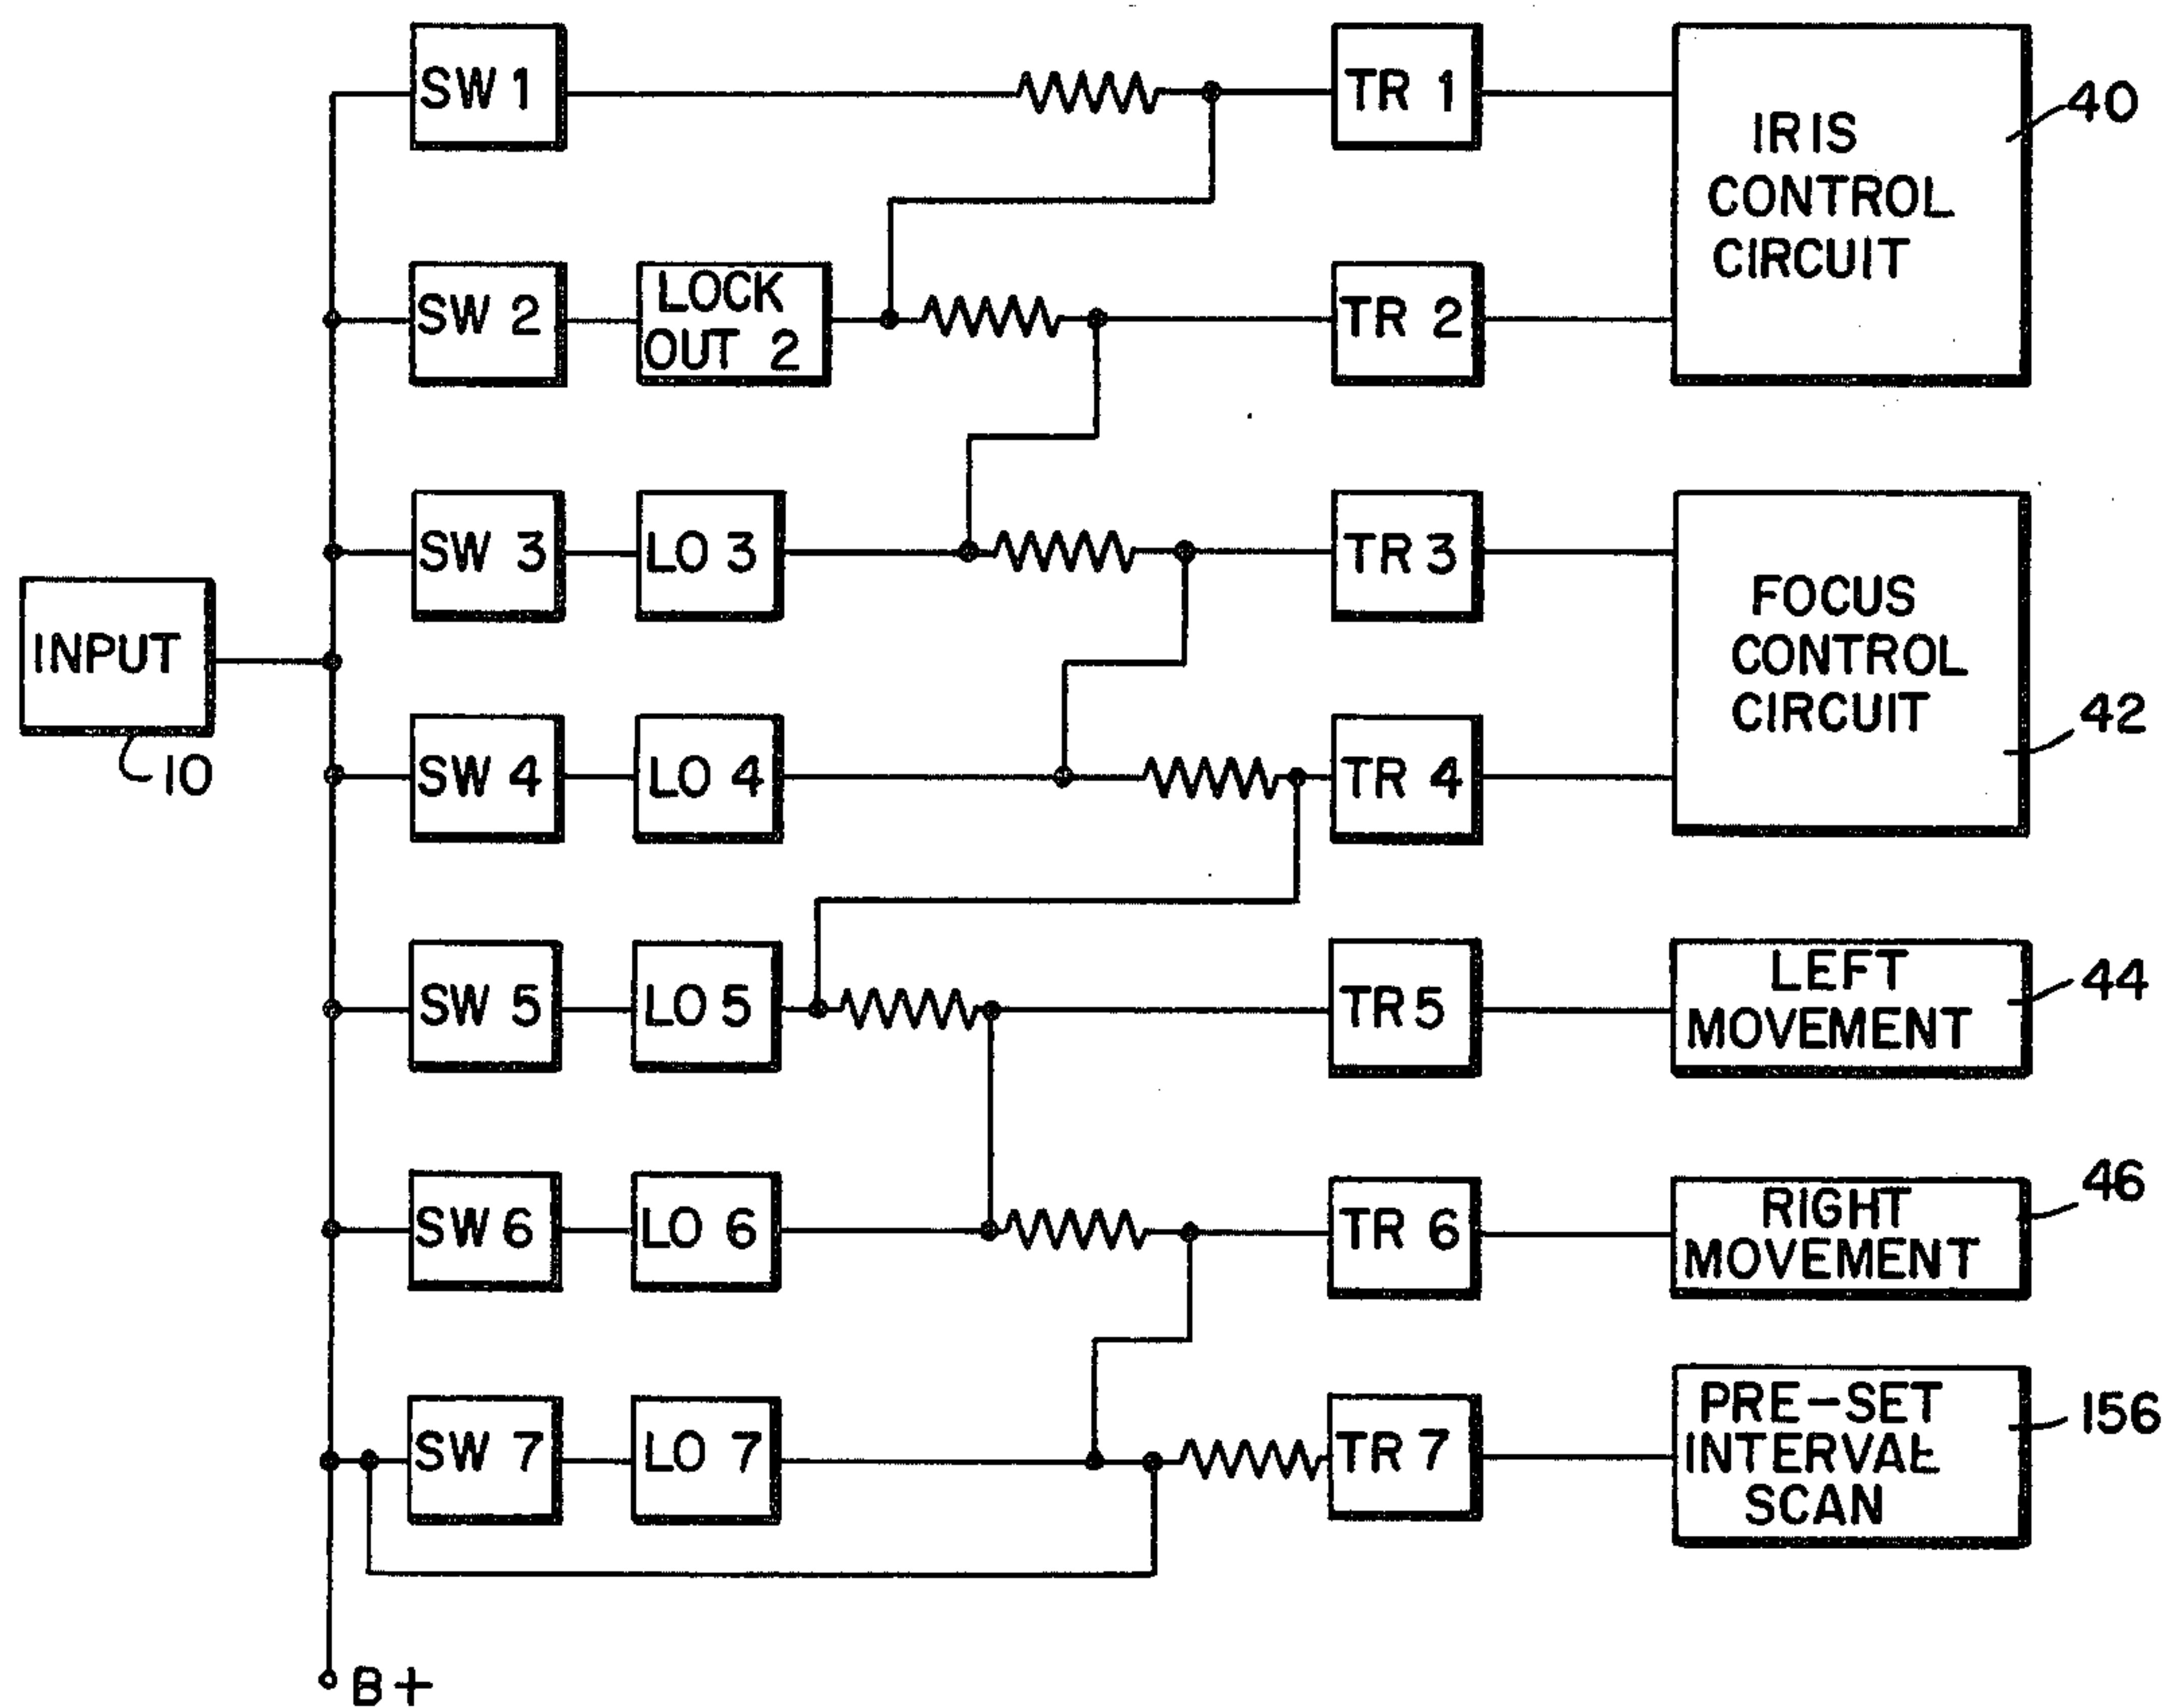 SW 1
TR 1
IRIS
CONTROL
CIRCUIT
40
SW 2
LOCK
OUT 2
TR 2
SW 3
LO 3
TR 3
FOCUS
CONTROL
CIRCUIT
42
INPUT
10
SW 4
LO 4
TR 4
SW 5
LO 5
TR 5
LEFT
MOVEMENT
44
SW 6
LO 6
TR 6
RIGHT
MOVEMENT
46
SW 7
LO 7
TR 7
PRE-SET
INTERVAL
SCAN
156
B+